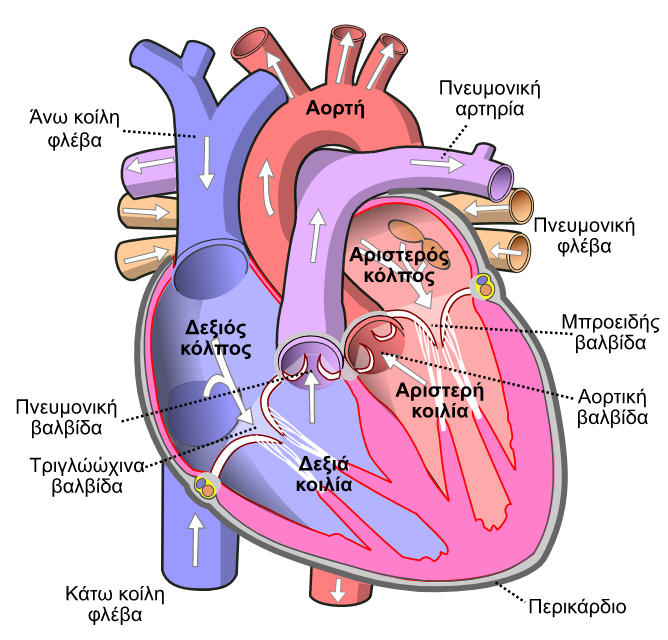 Άνω κοίλη
φλέβα
Αορτή
Πνευμονική
αρτηρία
Πνευμονική
φλέβα
Αριστερός
κόλπος
Δεξιός
κόλπος
Μπροειδής
βαλβίδα
Αριστερή
κοιλία
Αορτική
βαλβίδα
Πνευμονική
βαλβίδα
Τριγλώώχινα
βαλβίδα
Δεξιά
κοιλία
Κάτω κοίλη
φλέβα
Περικάρδιο